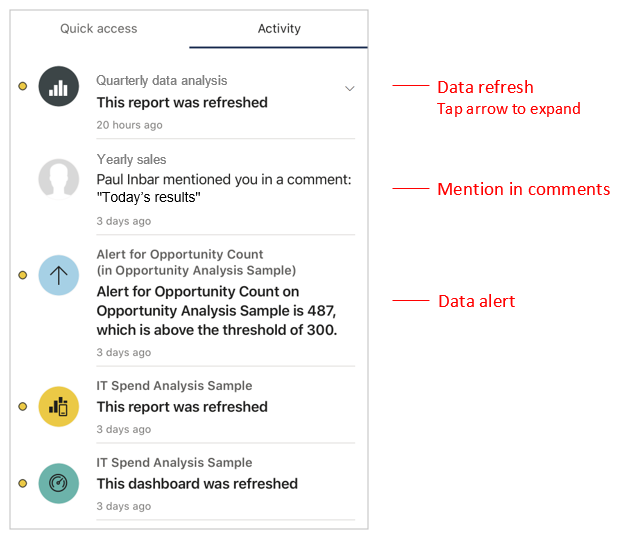 Quick access
Activity
Quarterly data analysis
This report was refreshed
20 hours ago
Data refresh
Tap arrow to expand
Yearly sales
Paul Inbar mentioned you in a comment:
"Today's results"
3 days ago
Mention in comments
Alert for Opportunity Count
(in Opportunity Analysis Sample)
Alert for Opportunity Count on
Opportunity Analysis Sample is 487,
which is above the threshold of 300.
3 days ago
Data alert
IT Spend Analysis Sample
This report was refreshed
3 days ago
IT Spend Analysis Sample
This dashboard was refreshed
3 days ago